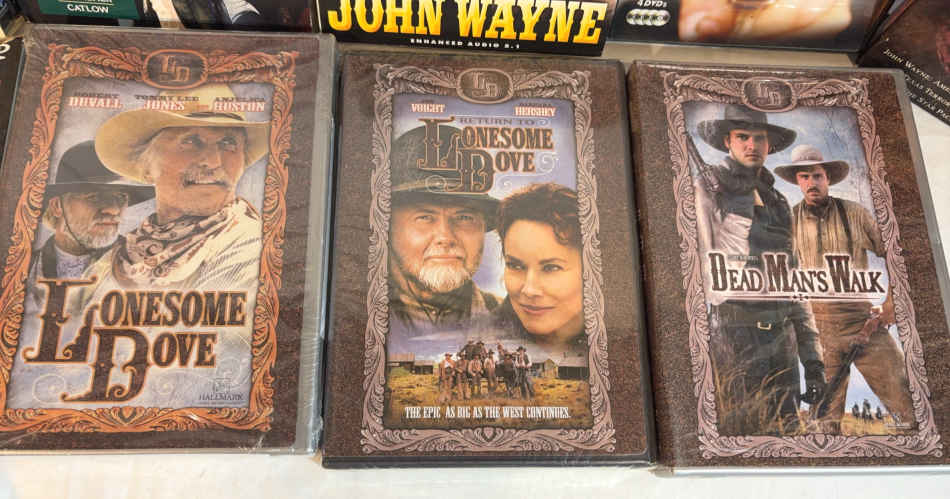 CATLOW
JOHN WAYNE
ENHANCED AUDIO 5.1
4 DVDs
ROBERT DUVALL
TOMMY LEE JONES
ANJELICA HUSTON
LD
LONESOME DOVE
HALLMARK
LD
VOIGHT
BARBARA HERSHEY
RETURN TO
LONESOME DOVE
THE EPIC AS BIG AS THE WEST CONTINUES.
LD
DEAD MAN'S WALK
JOHN WAYNE